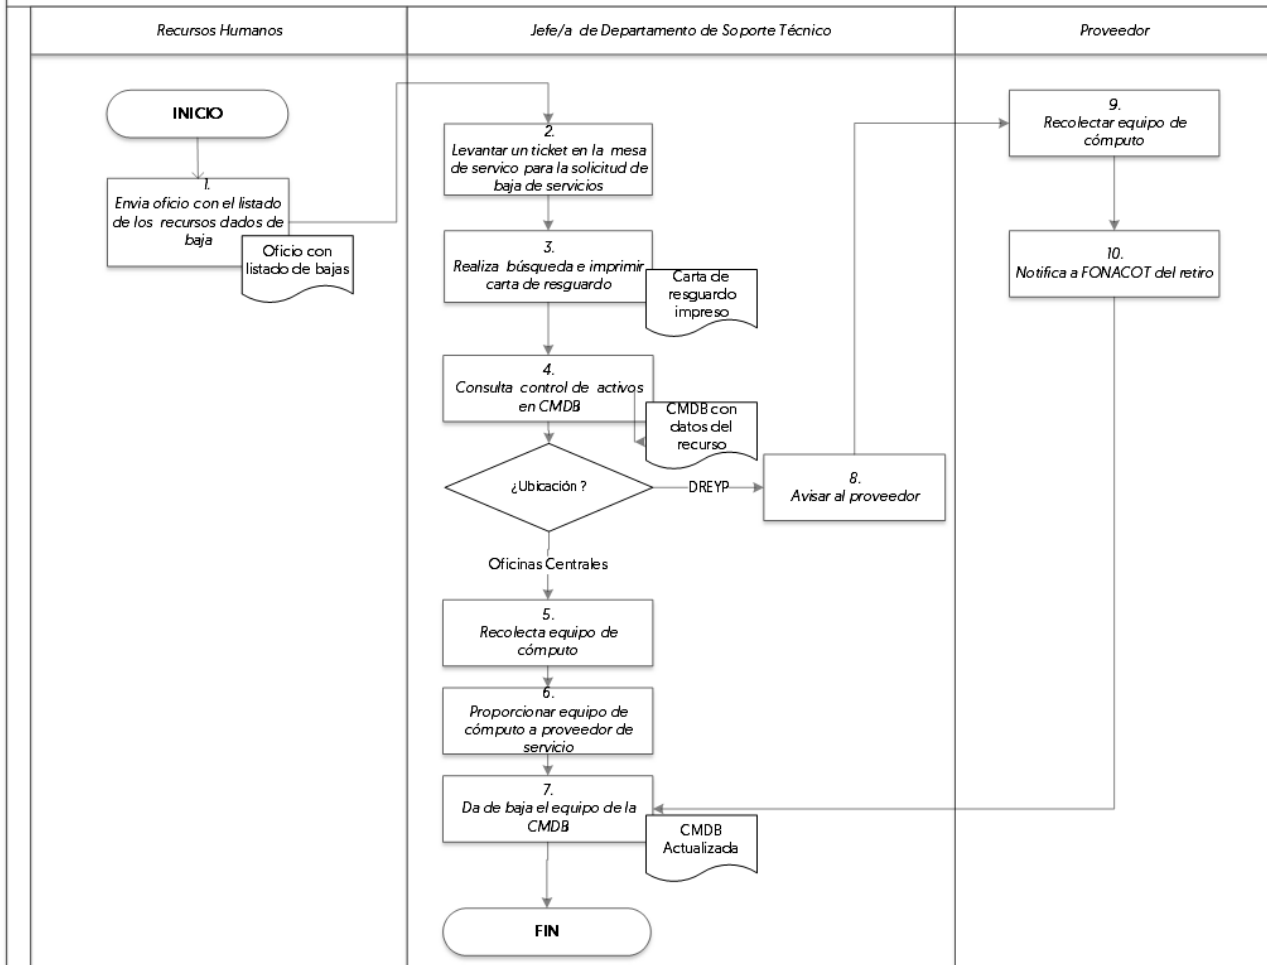 Recursos Humanos
Jefe/a de Departamento de Soporte Técnico
Proveedor
INICIO
1.
Envia oficio con el listado
de los recursos dados de
baja
Oficio con
listado de bajas
2.
Levantar un ticket en la mesa
de servico para la solicitud de
baja de servicios
3.
Realiza búsqueda e imprimir
carta de resguardo
Carta de
resguardo
impreso
4.
Consulta control de activos
en CMDB
CMDB con
datos del
recurso
¿Ubicación ?
DREYP
8.
Avisar al proveedor
9.
Recolectar equipo de
cómputo
10.
Notifica a FONACOT del retiro
Oficinas Centrales
5.
Recolecta equipo de
cómputo
6.
Proporcionar equipo de
cómputo a proveedor de
servicio
7.
Da de baja el equipo de la
CMDB
CMDB
Actualizada
FIN